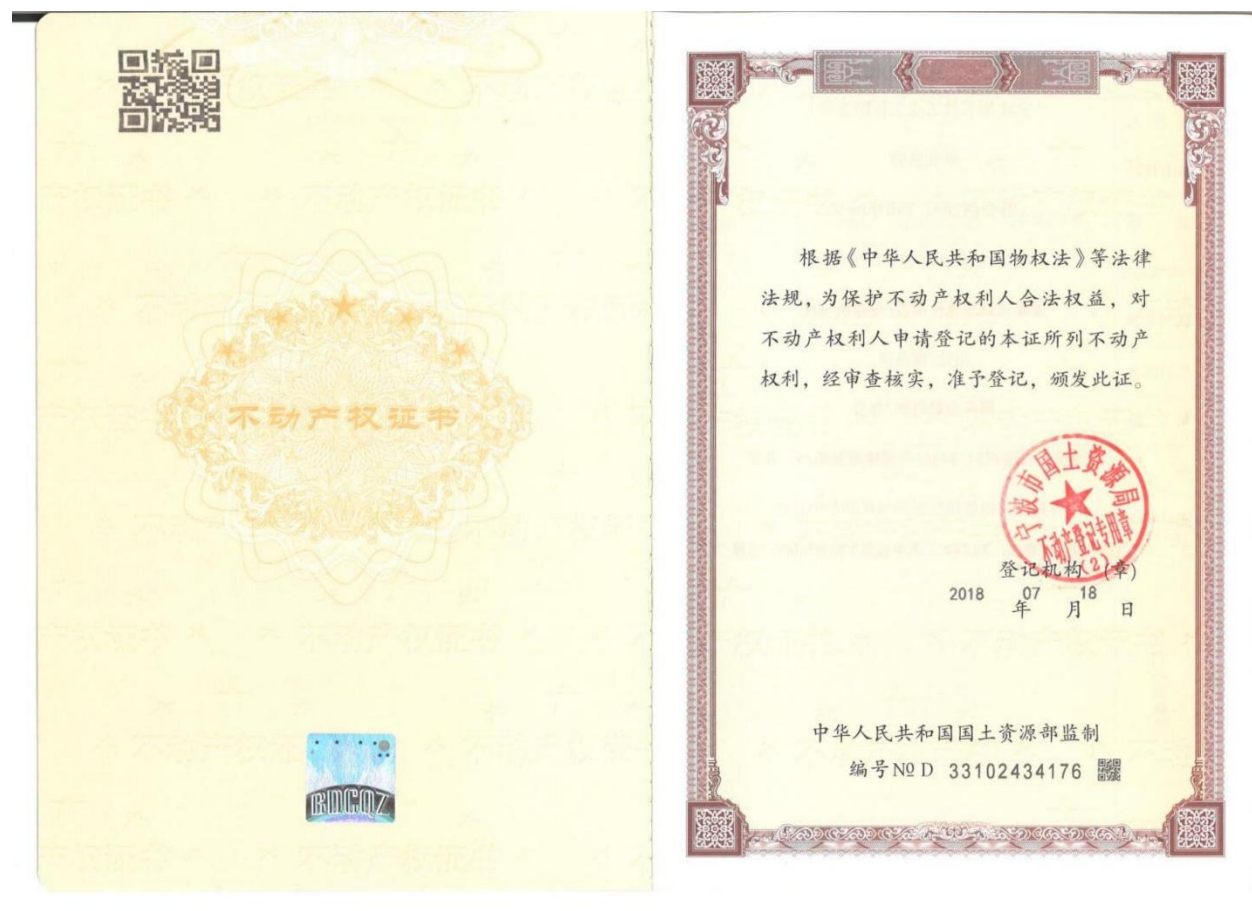 不动产权证书
BDCQZ
根据《中华人民共和国物权法》等法律
法规，为保护不动产权利人合法权益，对
不动产权利人申请登记的本证所列不动产
权利，经审查核实，准予登记，颁发此证。
宁波市国土资源局
不动产登记专用章
(2)
登记机构（章）
2018 年 07 月 18 日
中华人民共和国国土资源部监制
编号№ D 33102434176